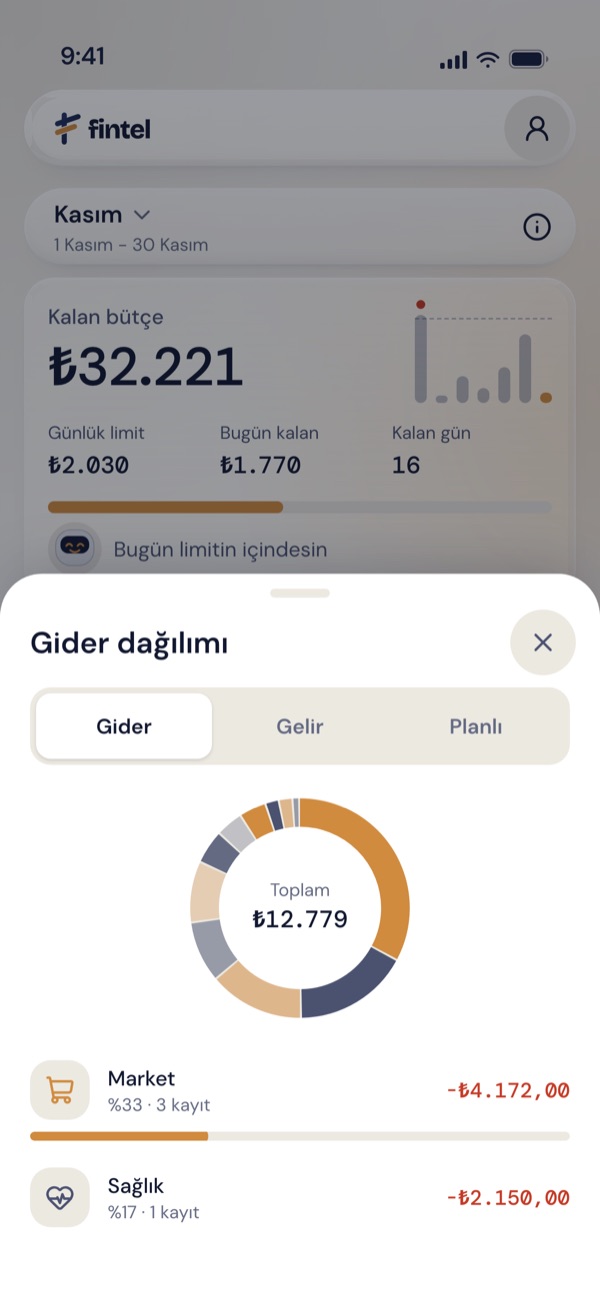 9:41
fintel
Kasım
1 Kasım – 30 Kasım
Kalan bütçe
₺32.221
Günlük limit Bugün kalan Kalan gün
₺2.030 ₺1.770 16
Bugün limitin içindesin
Gider dağılımı
Gider Gelir Planlı
Toplam
₺12.779
Market
-₺4.172,00
%33 · 3 kayıt
Sağlık
-₺2.150,00
%17 · 1 kayıt